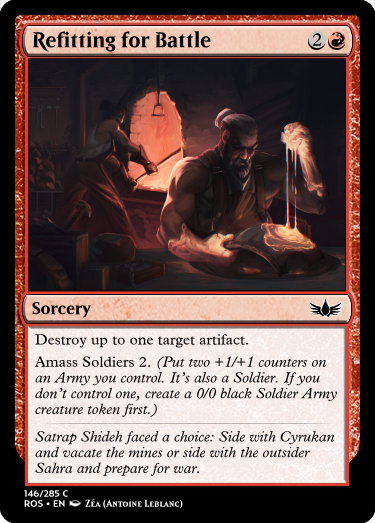 Refitting for Battle 2
Sorcery
Destroy up to one target artifact.
Amass Soldiers 2. (Put two +1/+1 counters on
an Army you control. It's also a Soldier. If you
don't control one, create a 0/0 black Soldier Army
creature token first.)
Satrap Shideh faced a choice: Side with Cyrukan
and vacate the mines or side with the outsider
Sahra and prepare for war.
146/285 C
ROS • EN Zéa (Antoine Leblanc)